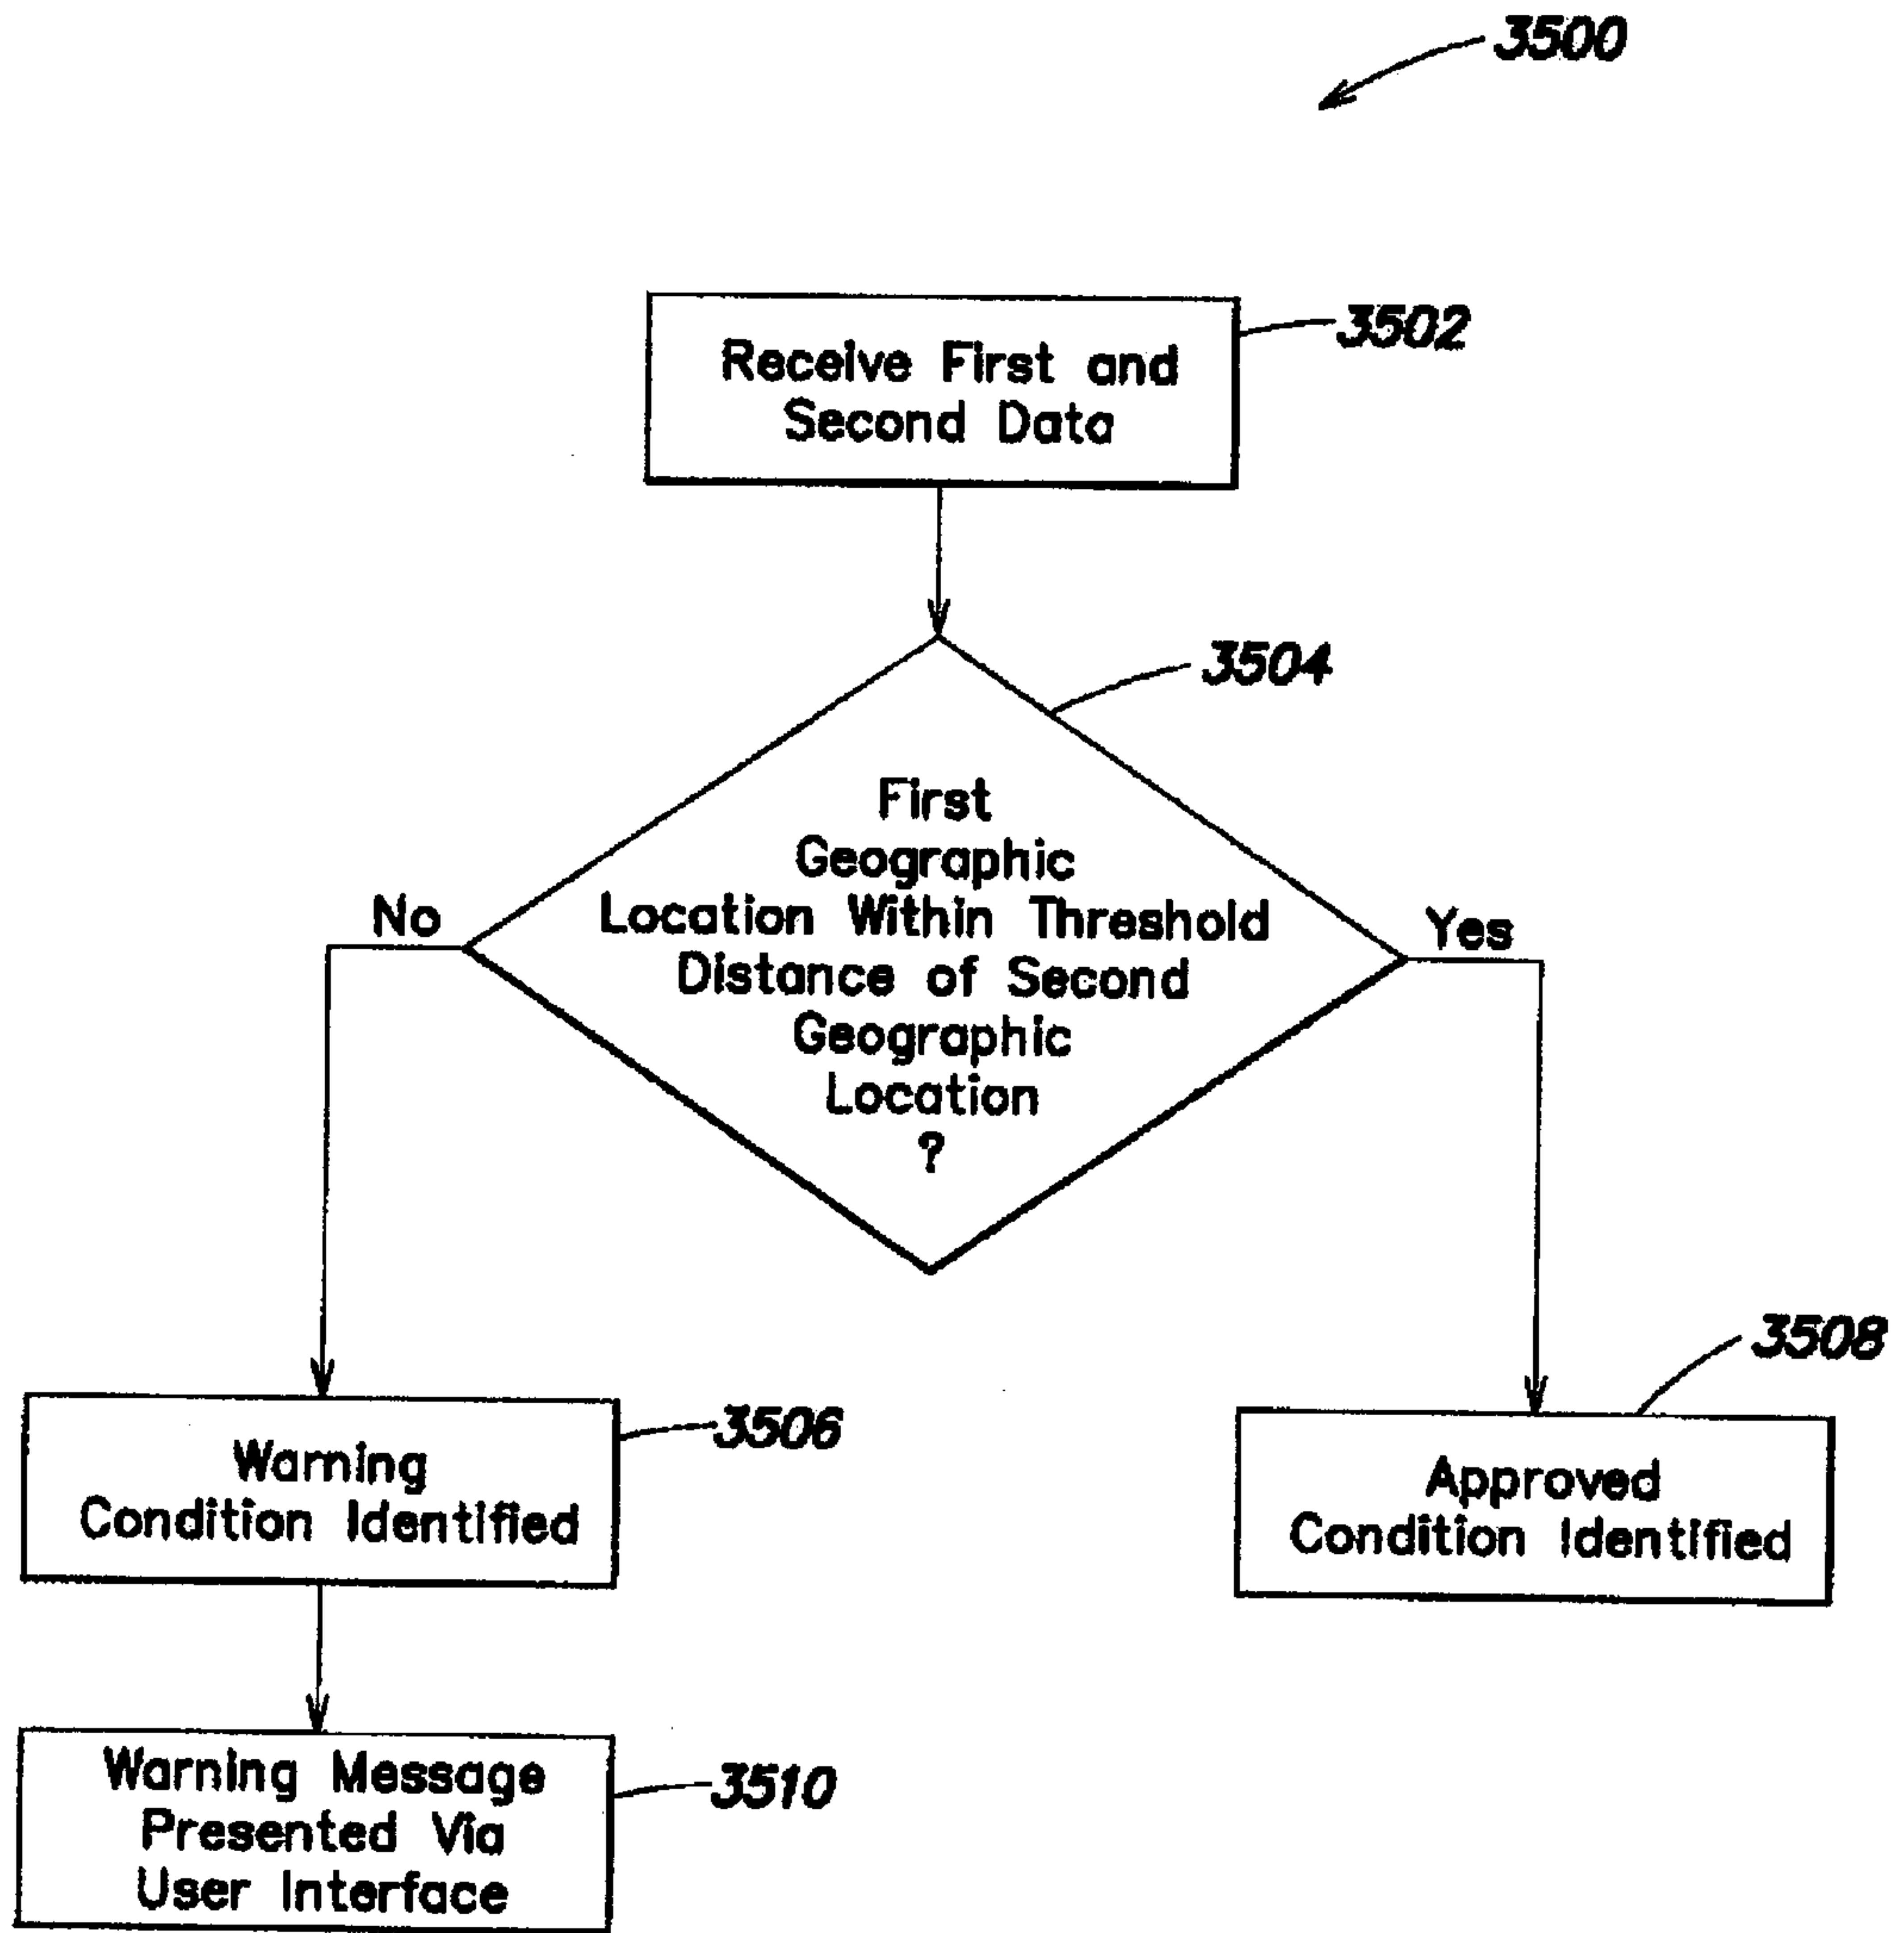 3500
3502
Receive First and
Second Data
3504
First
Geographic
Location Within Threshold
Distance of Second
Geographic
Location
?
No
Yes
3506
Warning
Condition Identified
3508
Approved
Condition Identified
3510
Warning Message
Presented Via
User Interface